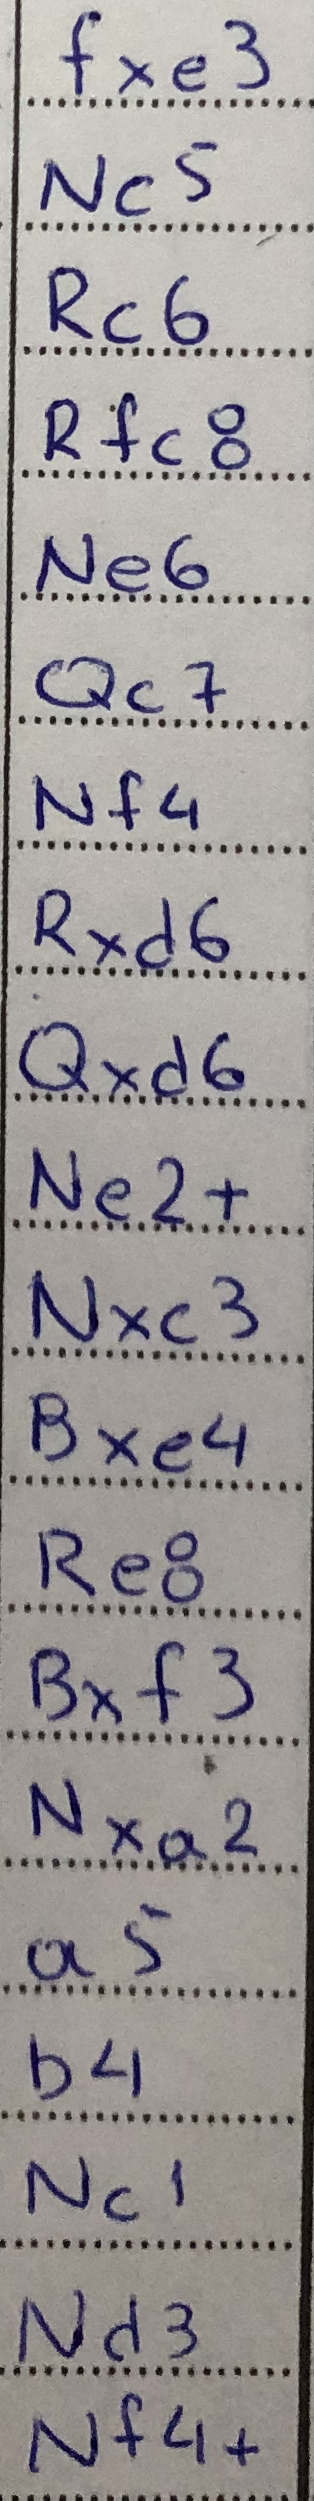 fxe3
Nc5
Rc6
Rfc8
Ne6
Qc7
Nf4
Rxd6
Qxd6
Ne2+
Nxc3
Bxe4
Re8
Bxf3
Nxa2
a5
b4
Nc1
Nd3
Nf4+